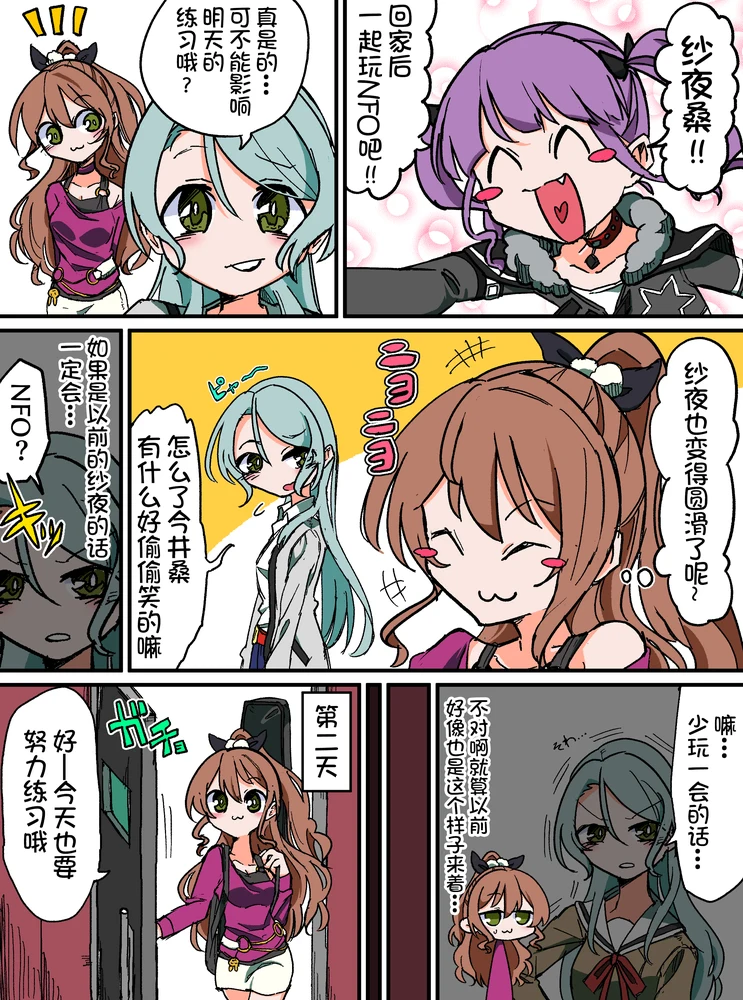 纱夜桑!!
回家后
一起玩NFO吧!!
真是的…
可不能影响
明天的
练习哦?
纱夜也变得圆滑了呢~
ニヨニヨ
ピャー
怎么了今井桑
有什么好偷偷笑的嘛
如果是以前的纱夜的话
一定会…
NFO?
キッ
嘛…
少玩一会的话…
そわ…
不对啊就算以前
好像也是这个样子来着…
第二天
ガチョ
好—今天也要
努力练习哦